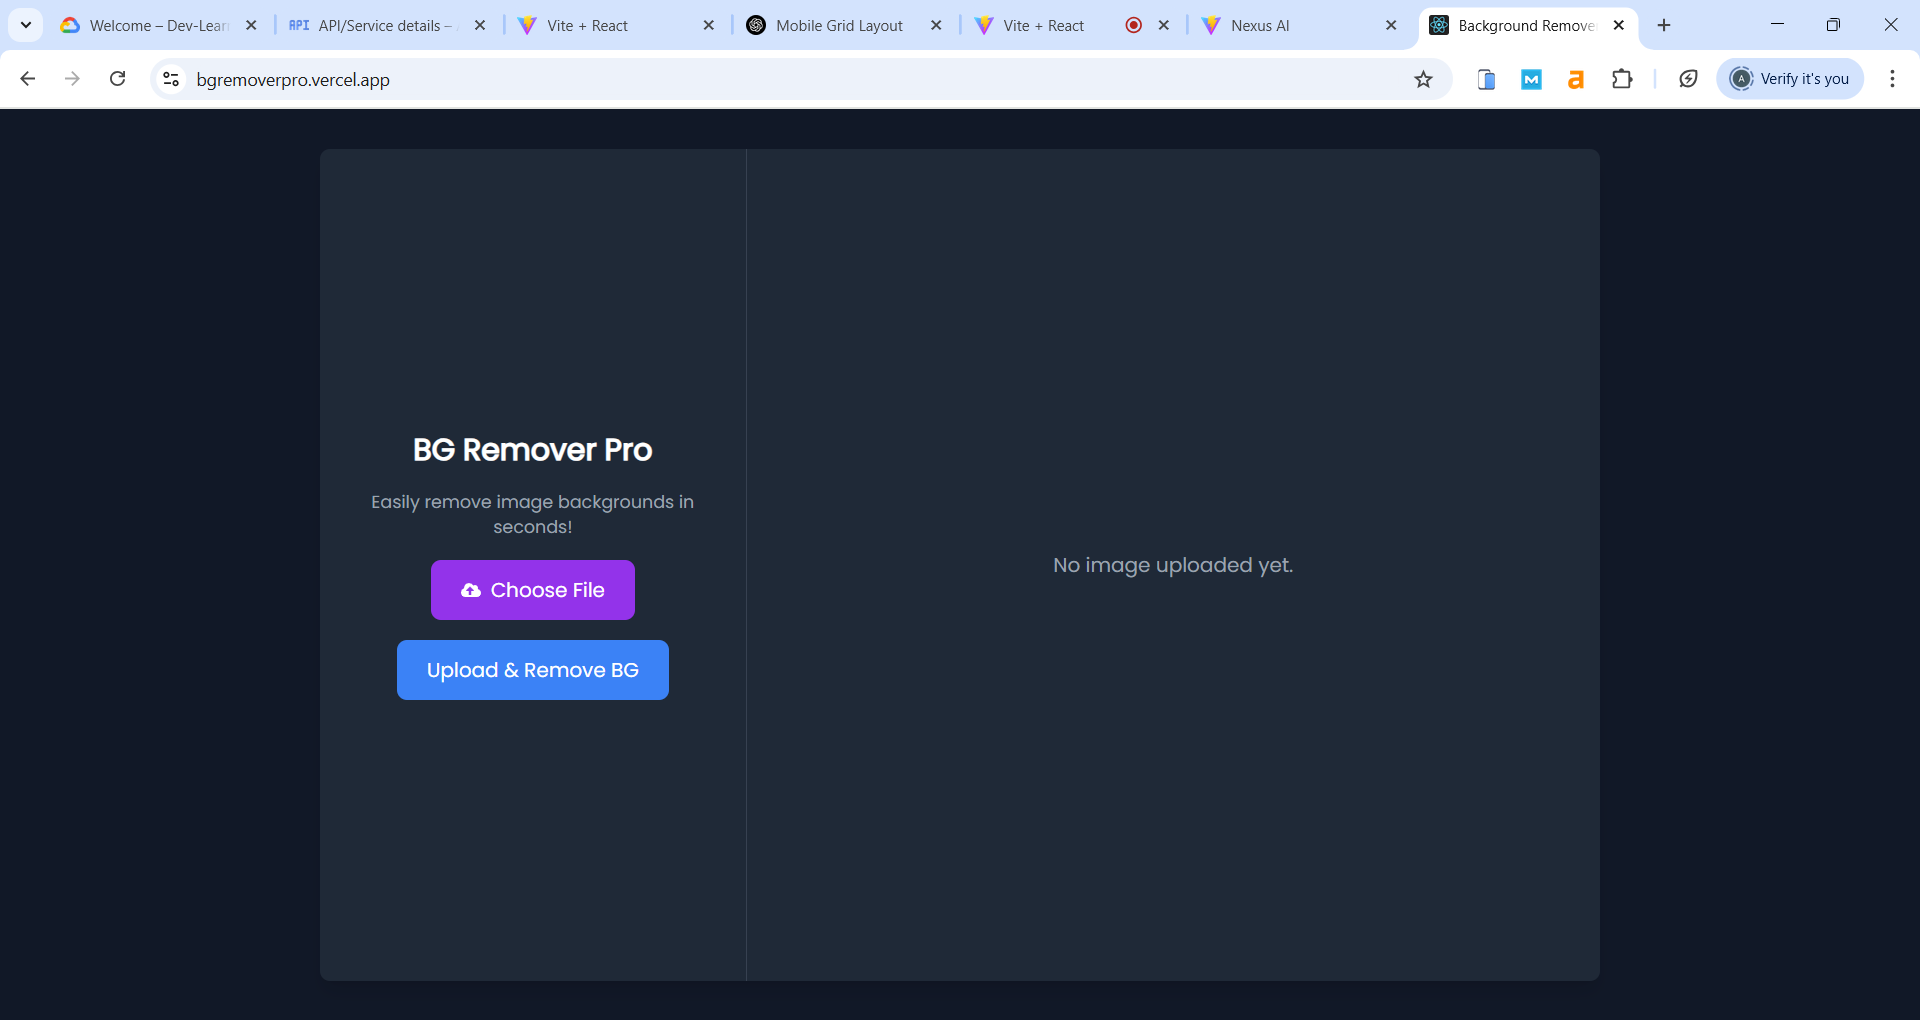 Welcome – Dev-Lear
API API/Service details –
Vite + React
Mobile Grid Layout
Vite + React
Nexus AI
Background Remove
bgremoverpro.vercel.app
M
a
A Verify it's you
BG Remover Pro
Easily remove image backgrounds in
seconds!
Choose File
Upload & Remove BG
No image uploaded yet.